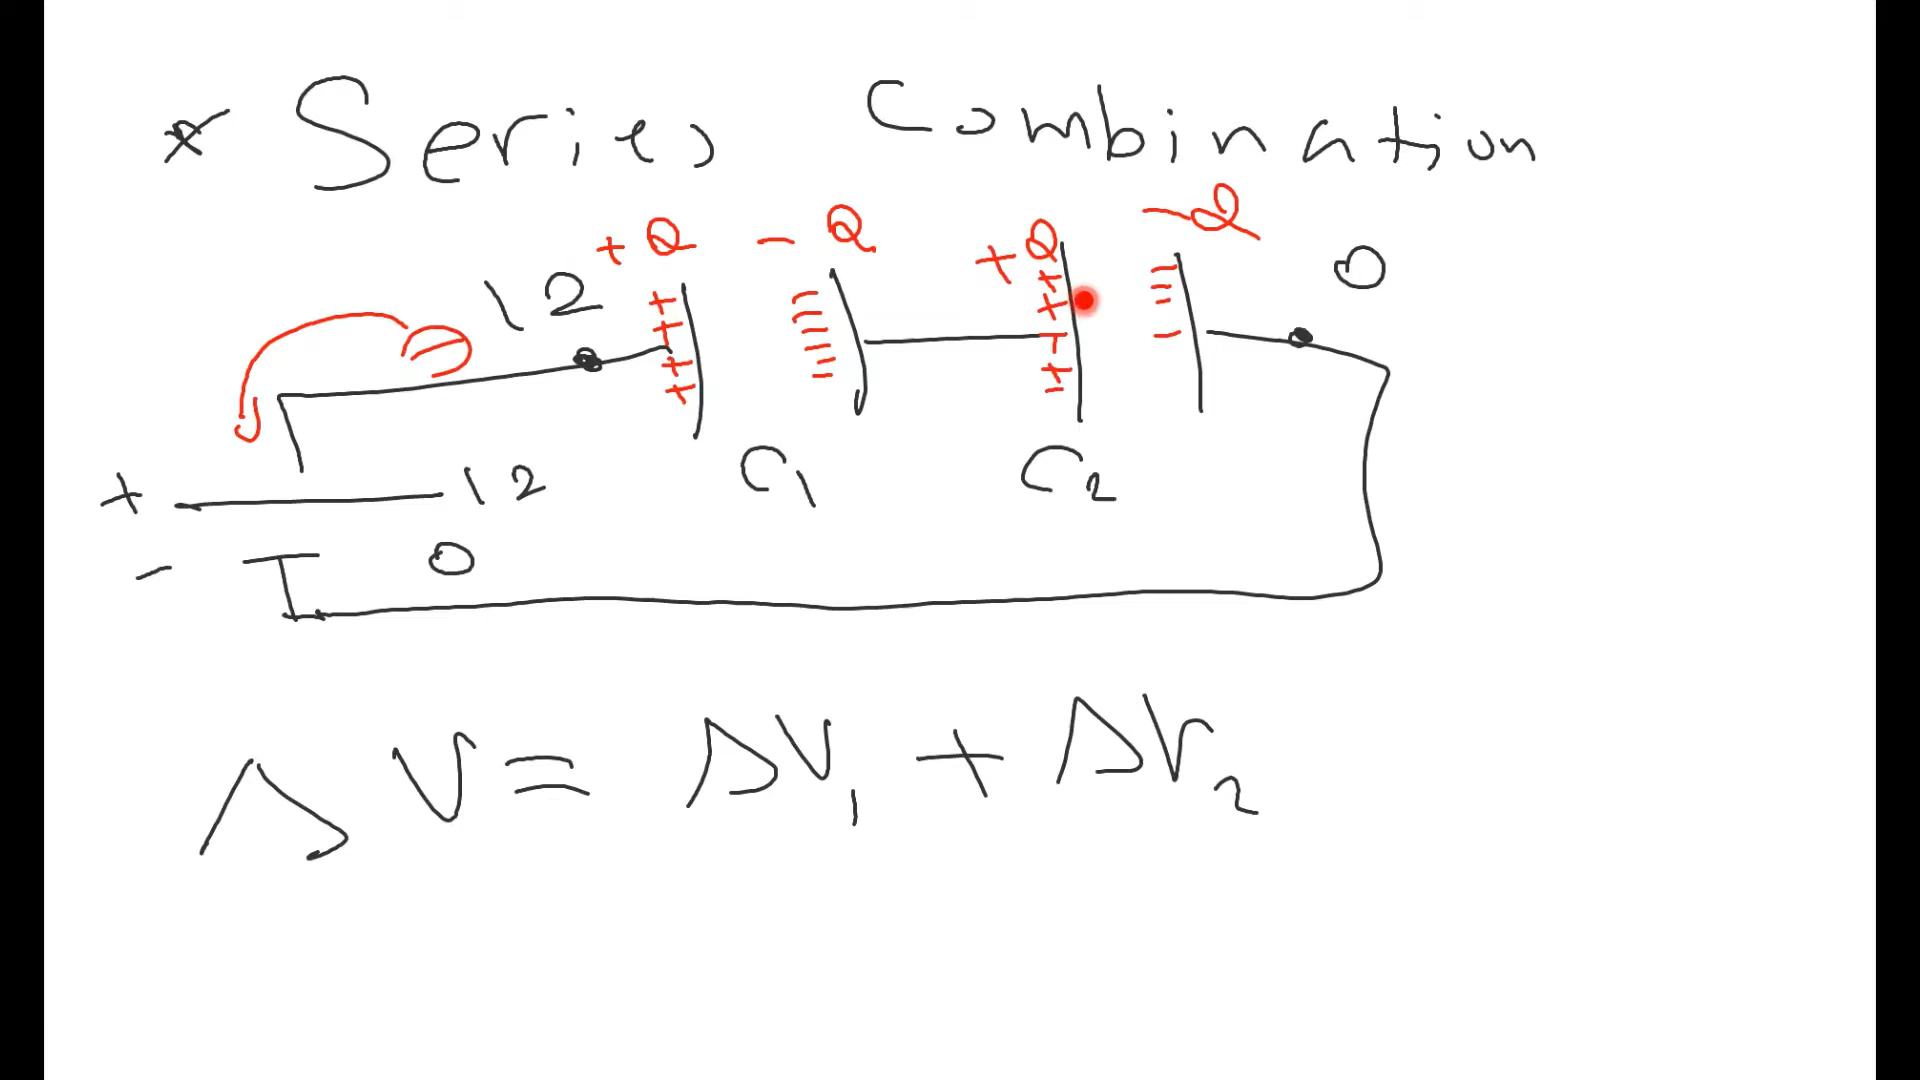 * Series Combination
+Q -Q +Q -Q
12 0
C1 C2
+ 12
- 0
ΔV = ΔV1 + ΔV2